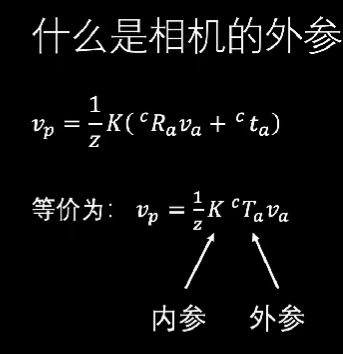 什么是相机的外参
v_p = \frac{1}{z} K( ^cR_a v_a + ^ct_a)
等价为： v_p = \frac{1}{z} K ^cT_a v_a
内参 外参